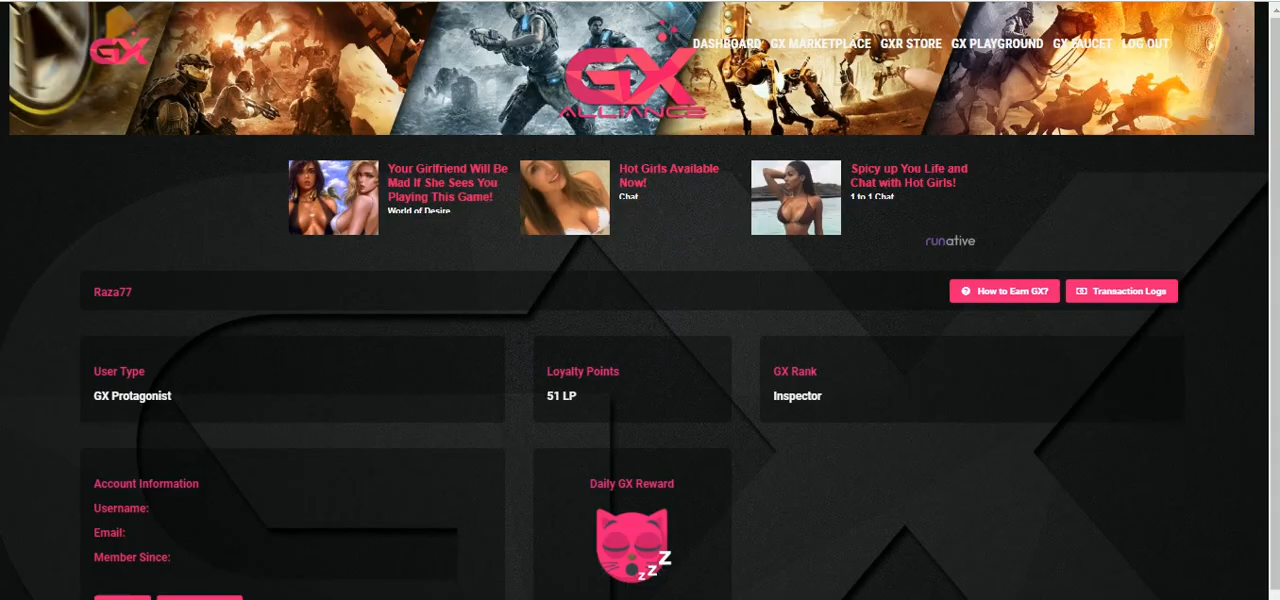 GX
DASHBOARD GX MARKETPLACE GXR STORE GX PLAYGROUND GX FAUCET LOG OUT
GX
ALLIANCE
Your Girlfriend Will Be
Mad If She Sees You
Playing This Game!
World of Desire
Hot Girls Available
Now!
Chat
Spicy up You Life and
Chat with Hot Girls!
1 to 1 Chat
runative
Raza77
How to Earn GX?
Transaction Logs
User Type
GX Protagonist
Loyalty Points
51 LP
GX Rank
Inspector
Account Information
Username:
Email:
Member Since:
Daily GX Reward
z z Z